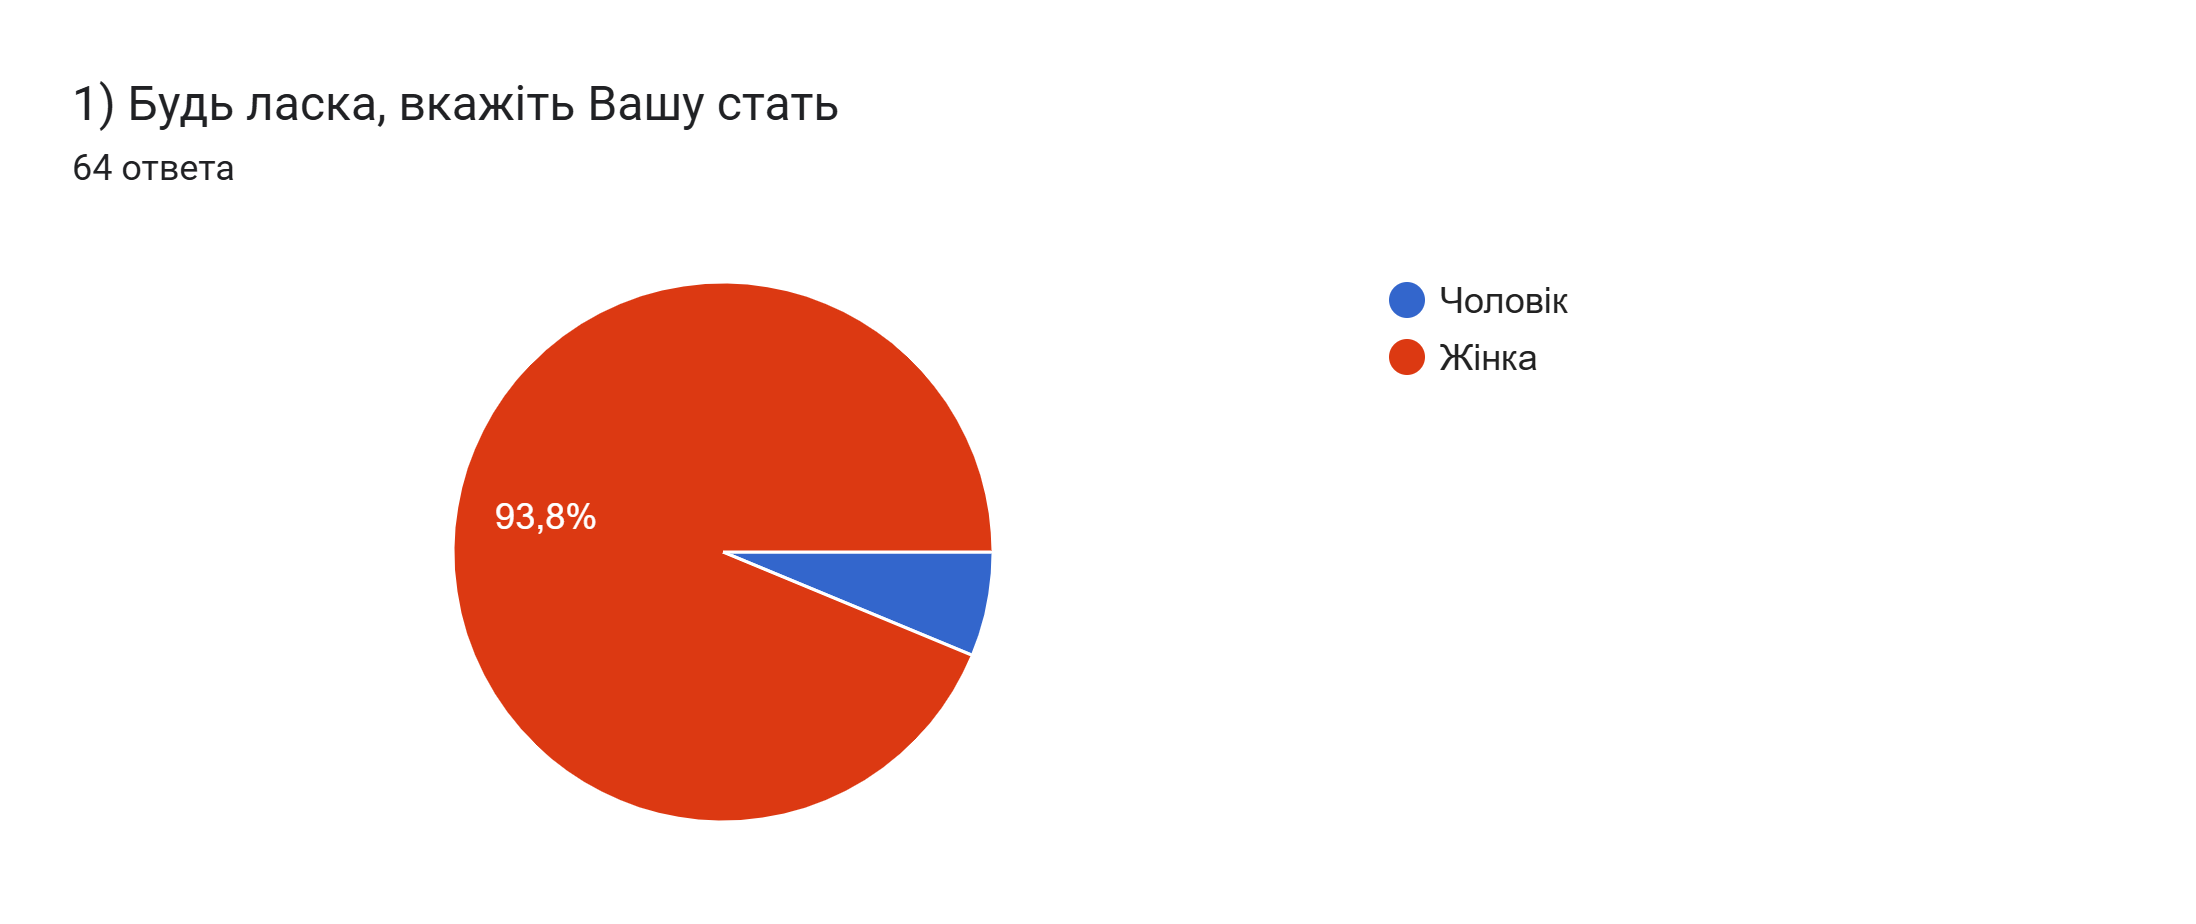 1) Будь ласка, вкажіть Вашу стать
64 ответа
Чоловік
Жінка
93,8%